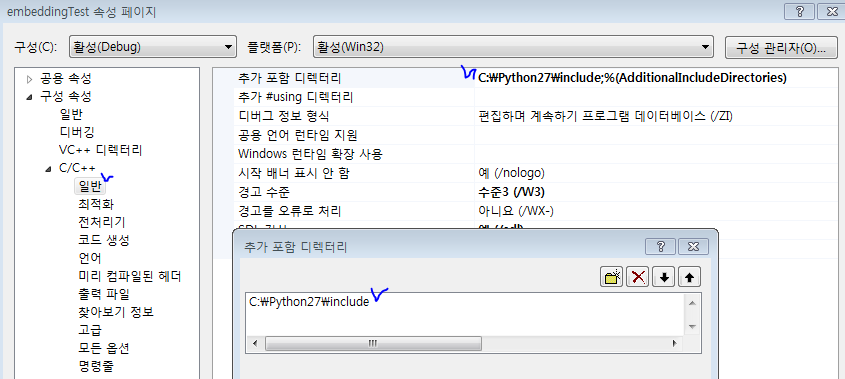 embeddingTest 속성 페이지
구성(C): 활성(Debug) 플랫폼(P): 활성(Win32) 구성 관리자(O)...
공용 속성
구성 속성
일반
디버깅
VC++ 디렉터리
C/C++
일반
최적화
전처리기
코드 생성
언어
미리 컴파일된 헤더
출력 파일
찾아보기 정보
고급
모든 옵션
명령줄
추가 포함 디렉터리 C:\Python27\include;%(AdditionalIncludeDirectories)
추가 #using 디렉터리
디버그 정보 형식 편집하며 계속하기 프로그램 데이터베이스 (/ZI)
공용 언어 런타임 지원
Windows 런타임 확장 사용
시작 배너 표시 안 함 예 (/nologo)
경고 수준 수준3 (/W3)
경고를 오류로 처리 아니요 (/WX-)
추가 포함 디렉터리
C:\Python27\include